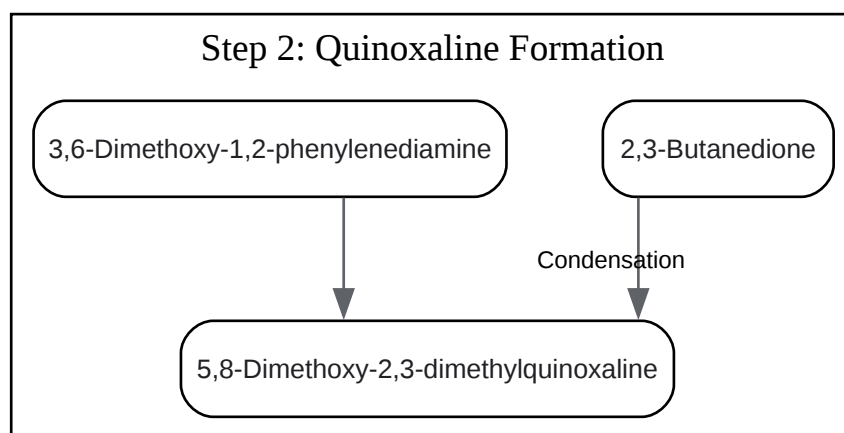 Step 2: Quinoxaline Formation
3,6-Dimethoxy-1,2-phenylenediamine
2,3-Butanedione
Condensation
5,8-Dimethoxy-2,3-dimethylquinoxaline